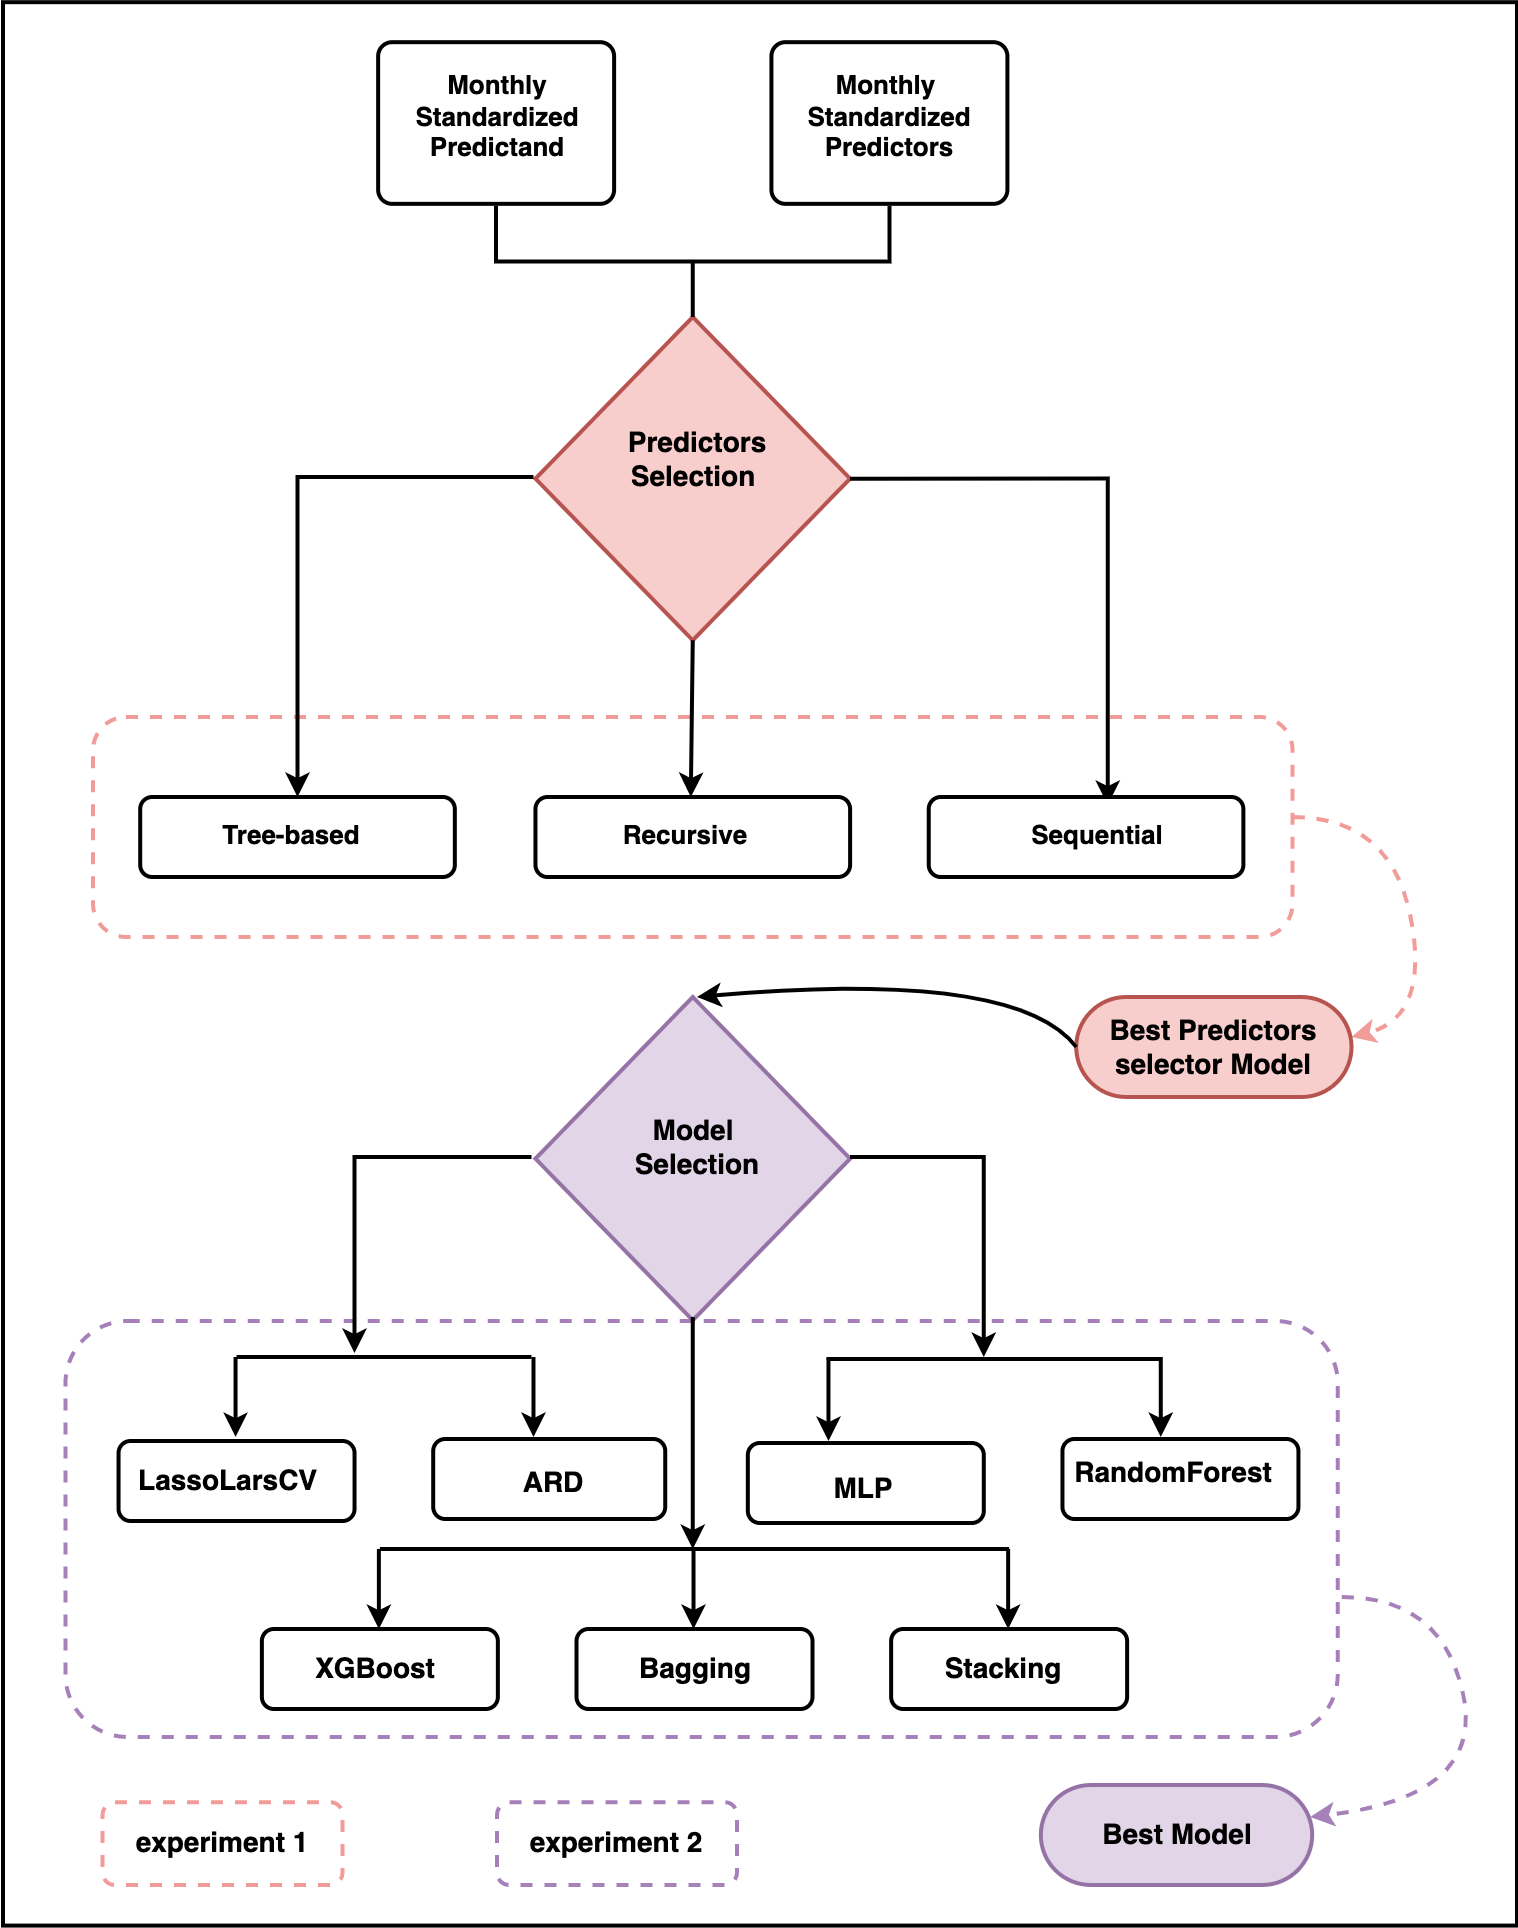 Monthly
Standardized
Predictand
Monthly
Standardized
Predictors
Predictors
Selection
Tree-based
Recursive
Sequential
Best Predictors
selector Model
Model
Selection
LassoLarsCV
ARD
MLP
RandomForest
XGBoost
Bagging
Stacking
experiment 1
experiment 2
Best Model